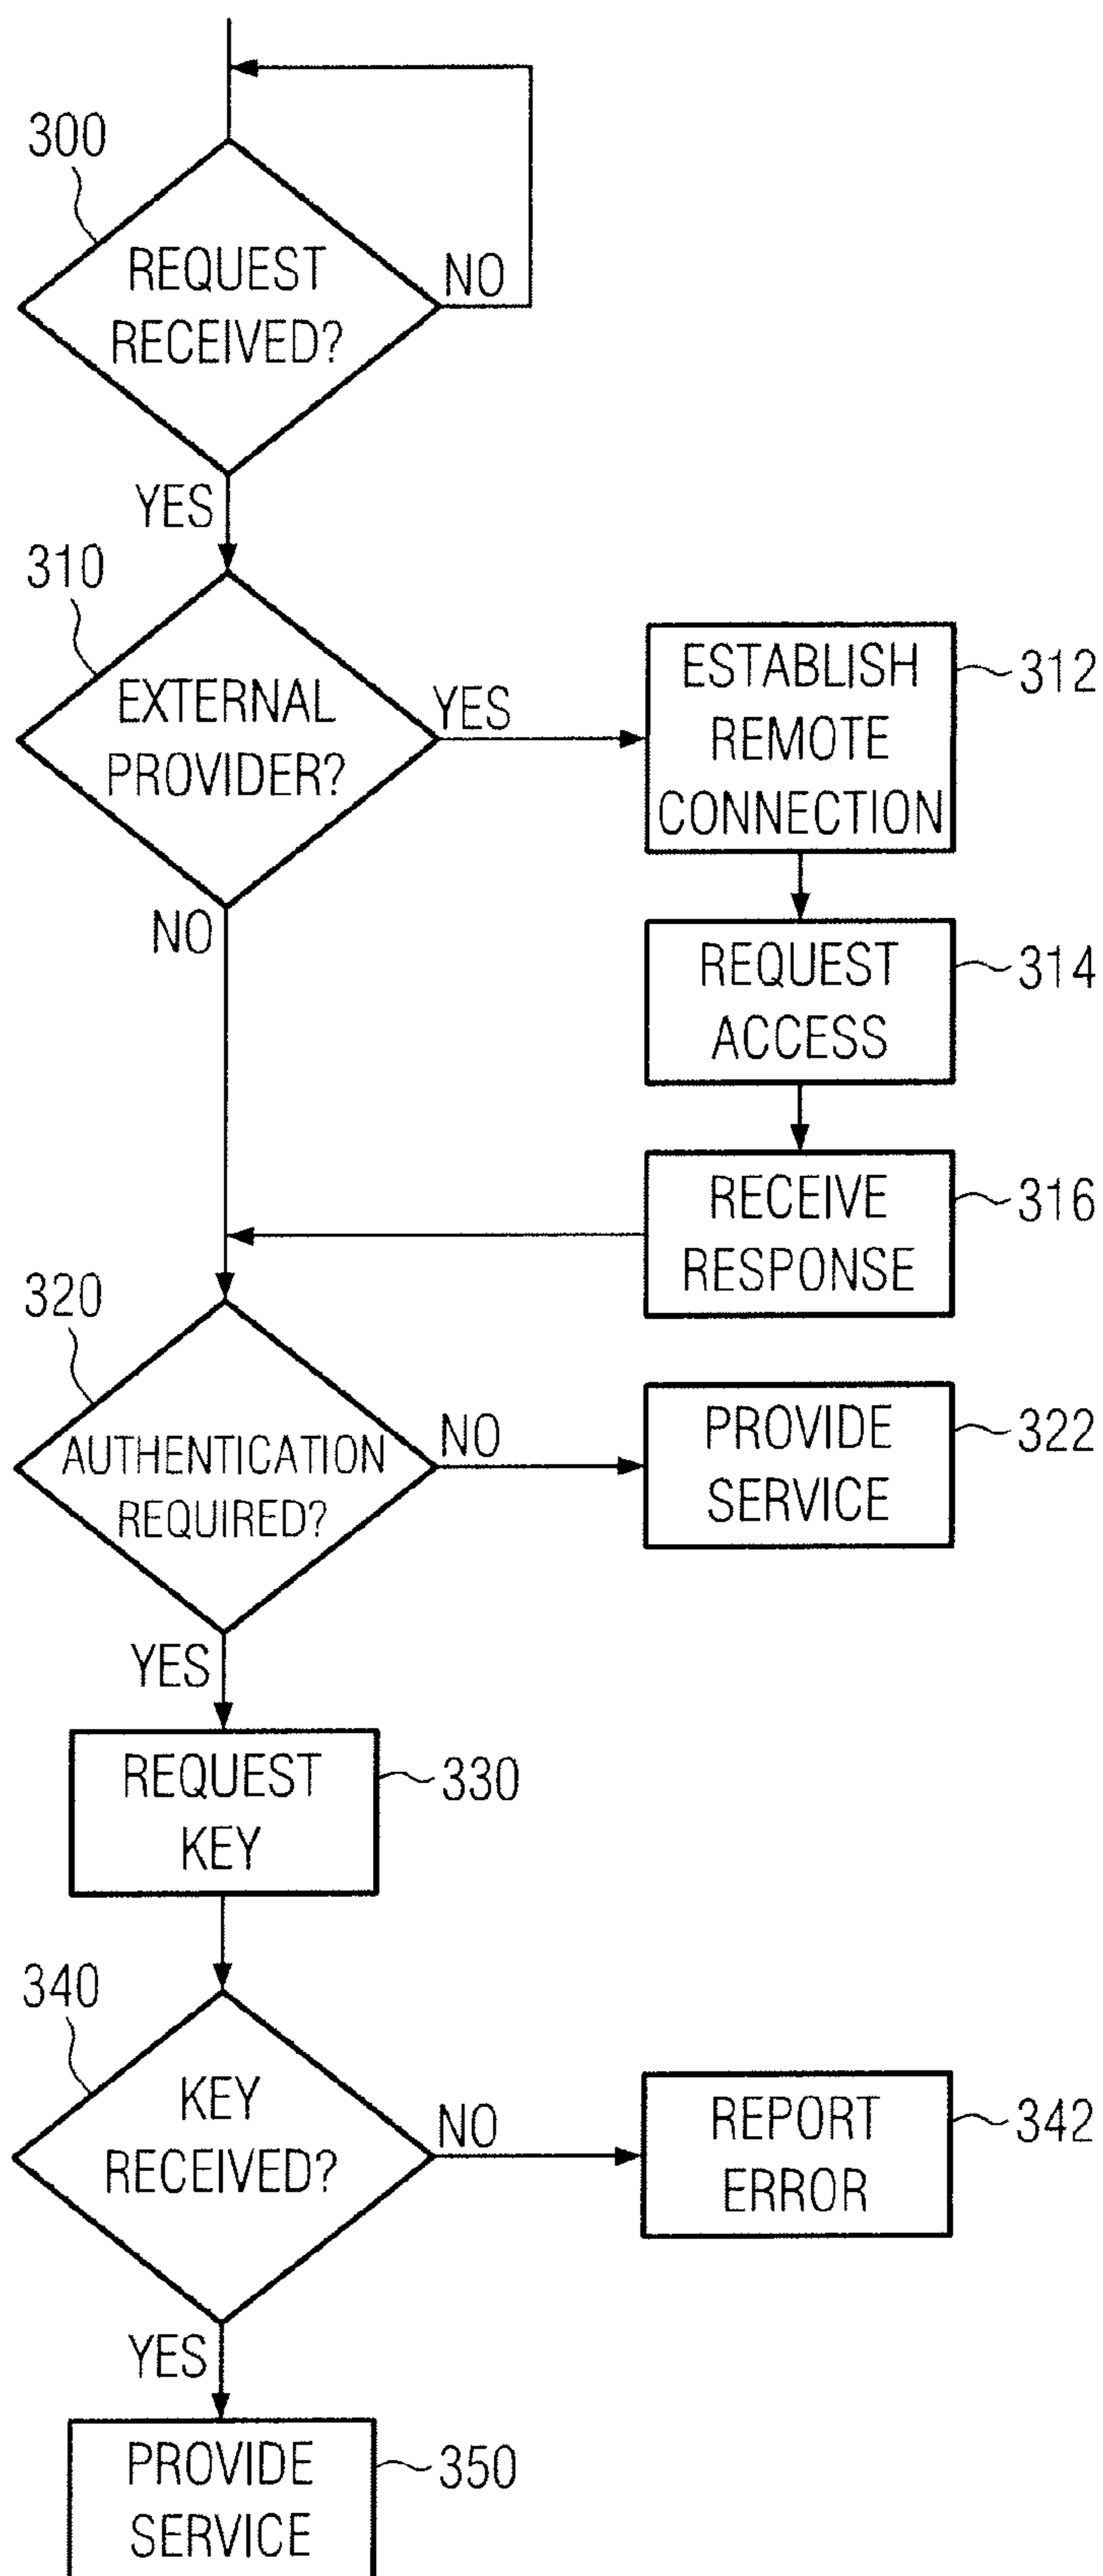 300
REQUEST
RECEIVED?
NO
YES
310
EXTERNAL
PROVIDER?
YES
ESTABLISH
REMOTE
CONNECTION
312
NO
REQUEST
ACCESS
314
RECEIVE
RESPONSE
316
320
AUTHENTICATION
REQUIRED?
NO
PROVIDE
SERVICE
322
YES
REQUEST
KEY
330
340
KEY
RECEIVED?
NO
REPORT
ERROR
342
YES
PROVIDE
SERVICE
350